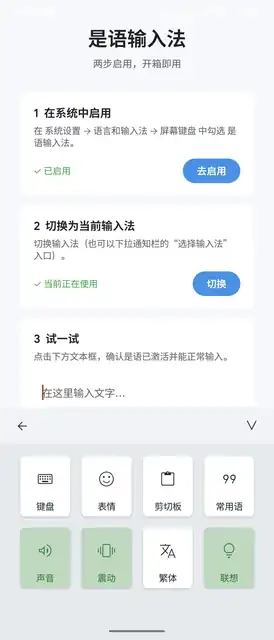 是语输入法
两步启用，开箱即用
1 在系统中启用
在 系统设置 → 语言和输入法 → 屏幕键盘 中勾选 是
语输入法。
✓ 已启用
去启用
2 切换为当前输入法
切换输入法（也可以下拉通知栏的“选择输入法”
入口）。
✓ 当前正在使用
切换
3 试一试
点击下方文本框，确认是语已激活并能正常输入。
在这里输入文字...
键盘
表情
剪切板
常用语
声音
震动
繁体
联想